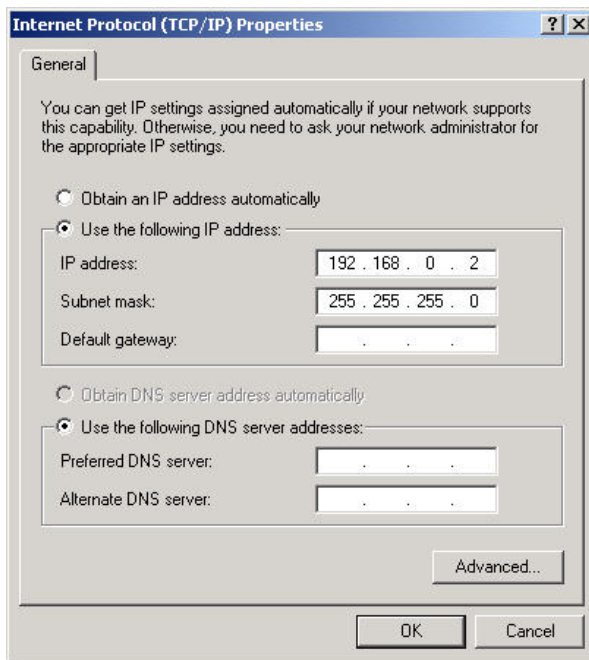 Internet Protocol (TCP/IP) Properties
General
You can get IP settings assigned automatically if your network supports
this capability. Otherwise, you need to ask your network administrator for
the appropriate IP settings.
Obtain an IP address automatically
Use the following IP address:
IP address: 192 . 168 . 0 . 2
Subnet mask: 255 . 255 . 255 . 0
Default gateway: . . .
Obtain DNS server address automatically
Use the following DNS server addresses:
Preferred DNS server: . . .
Alternate DNS server: . . .
Advanced...
OK Cancel